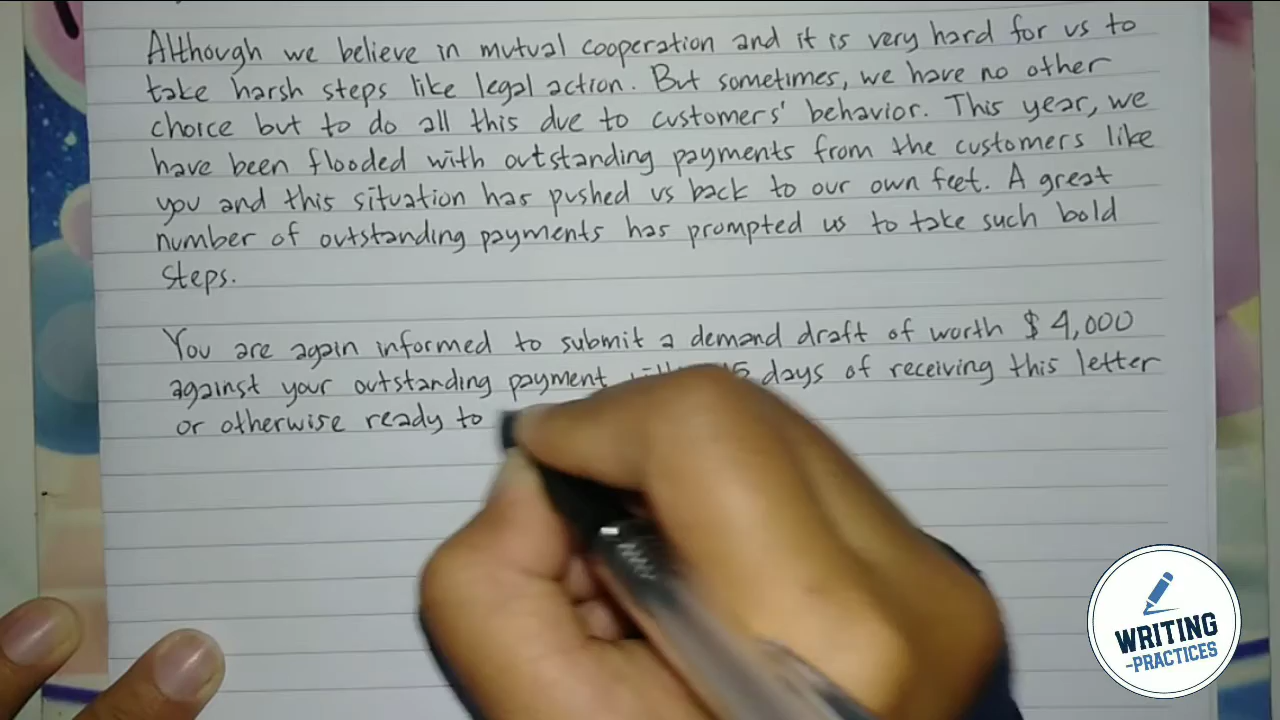 Although we believe in mutual cooperation and it is very hard for us to
take harsh steps like legal action. But sometimes, we have no other
choice but to do all this due to customers' behavior. This year, we
have been flooded with outstanding payments from the customers like
you and this situation has pushed us back to our own feet. A great
number of outstanding payments has prompted us to take such bold
steps.
You are again informed to submit a demand draft of worth $ 4,000
against your outstanding payment days of receiving this letter
or otherwise ready to
WRITING
-PRACTICES